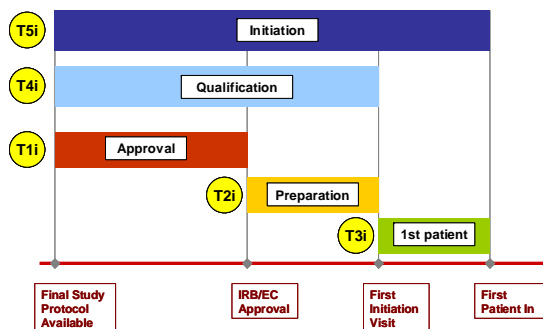 T5i
Initiation
T4i
Qualification
T1i
Approval
T2i
Preparation
T3i
1st patient
Final Study
Protocol
Available
IRB/EC
Approval
First
Initiation
Visit
First
Patient In